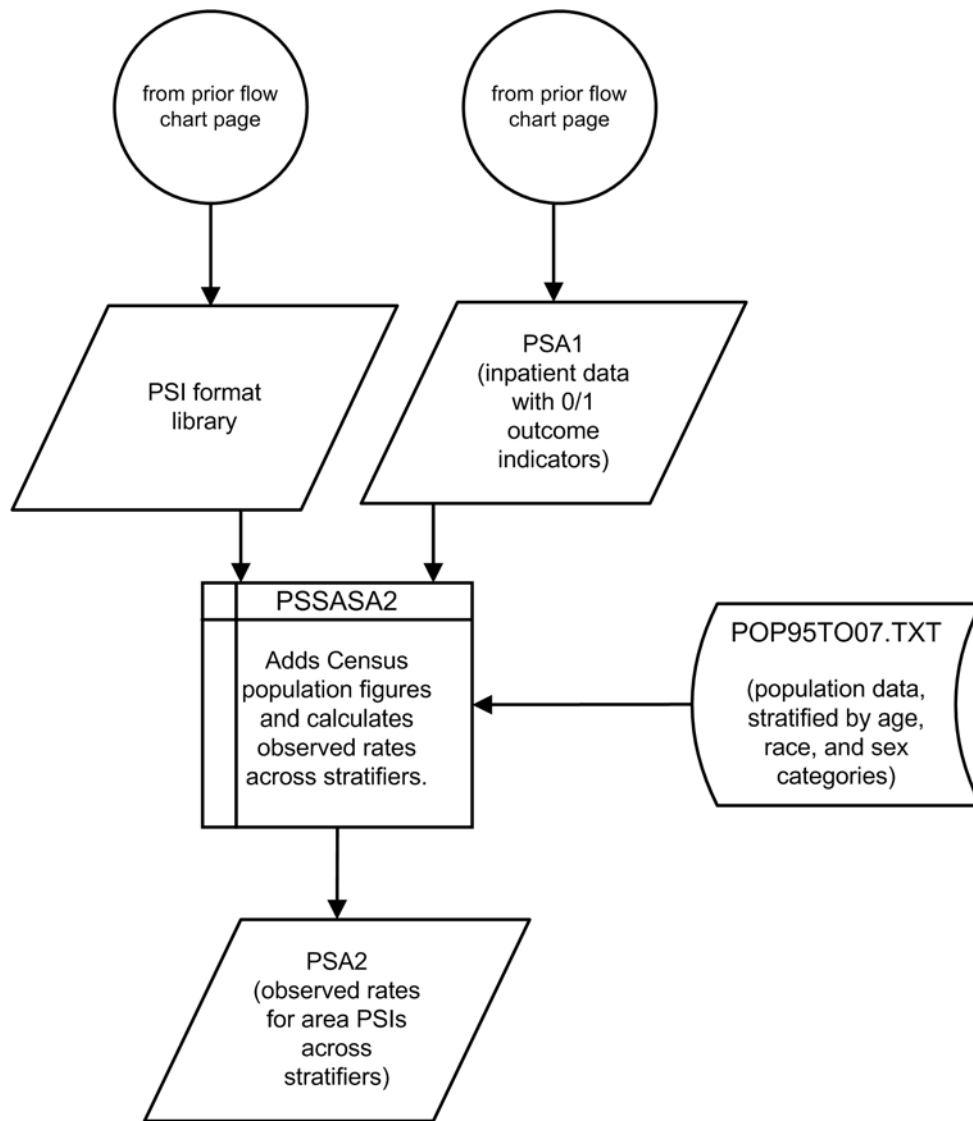 from prior flow
chart page
from prior flow
chart page
PSI format
library
PSA1
(inpatient data
with 0/1
outcome
indicators)
PSSASA2
Adds Census
population figures
and calculates
observed rates
across stratifiers.
POP95TO07.TXT
(population data,
stratified by age,
race, and sex
categories)
PSA2
(observed rates
for area PSIs
across
stratifiers)